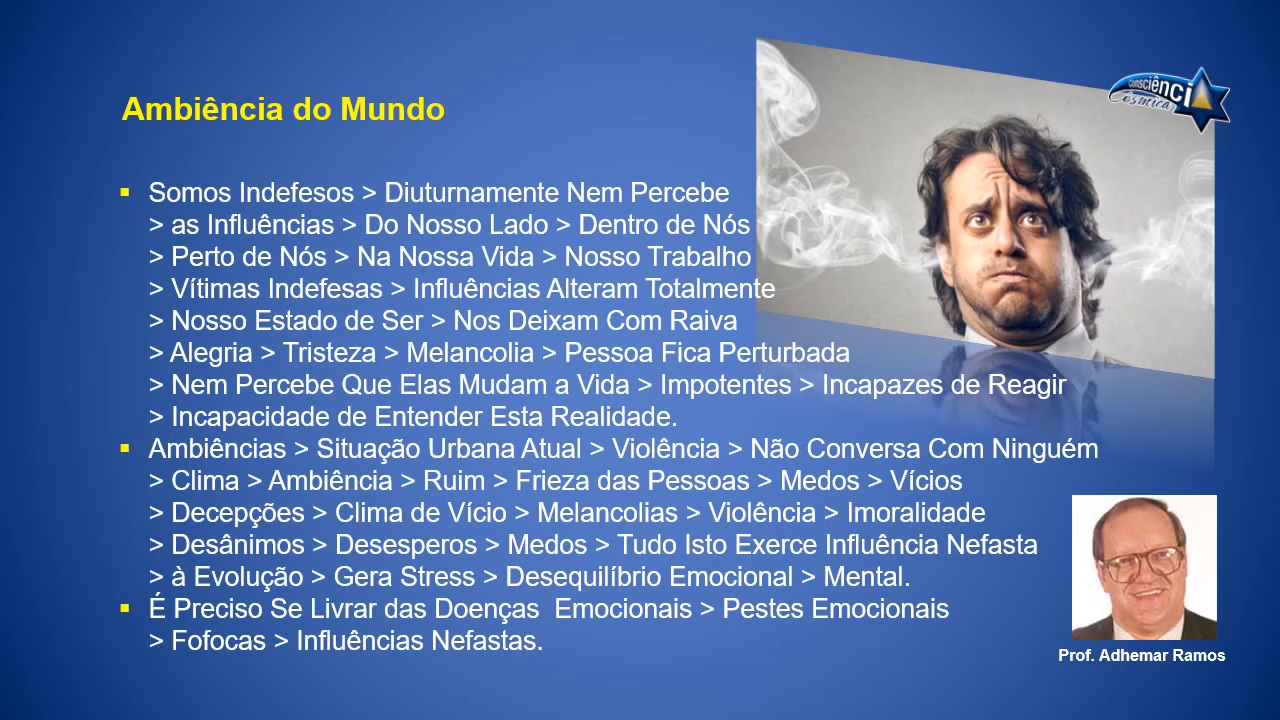 Ambiência do Mundo
consciência
Cósmica
Somos Indefesos > Diuturnamente Nem Percebe
> as Influências > Do Nosso Lado > Dentro de Nós
> Perto de Nós > Na Nossa Vida > Nosso Trabalho
> Vítimas Indefesas > Influências Alteram Totalmente
> Nosso Estado de Ser > Nos Deixam Com Raiva
> Alegria > Tristeza > Melancolia > Pessoa Fica Perturbada
> Nem Percebe Que Elas Mudam a Vida > Impotentes > Incapazes de Reagir
> Incapacidade de Entender Esta Realidade.
Ambiências > Situação Urbana Atual > Violência > Não Conversa Com Ninguém
> Clima > Ambiência > Ruim > Frieza das Pessoas > Medos > Vícios
> Decepções > Clima de Vício > Melancolias > Violência > Imoralidade
> Desânimos > Desesperos > Medos > Tudo Isto Exerce Influência Nefasta
> à Evolução > Gera Stress > Desequilíbrio Emocional > Mental.
É Preciso Se Livrar das Doenças  Emocionais > Pestes Emocionais
> Fofocas > Influências Nefastas.
Prof. Adhemar Ramos